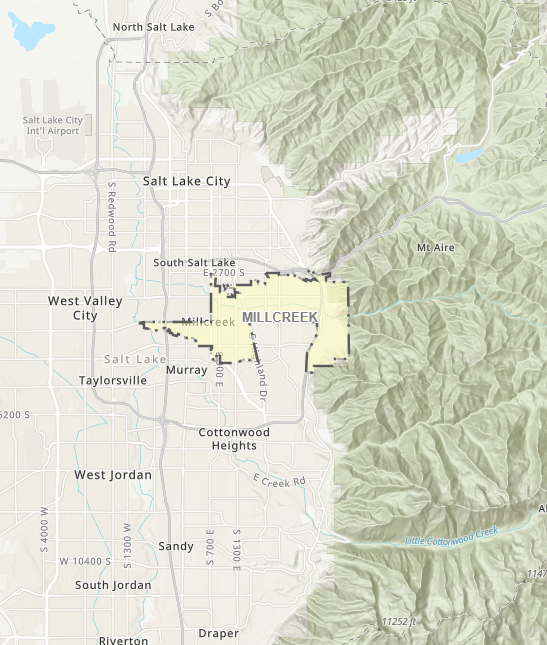 North Salt Lake
Salt Lake City
Int'l Airport
S Redwood Rd
Salt Lake City
Mt Aire
South Salt Lake
E 2700 S
West Valley
City
Millcreek
MILLCREEK
Salt Lake
Murray
Taylorsville
6200 S
Cottonwood
Heights
West Jordan
E Creek Rd
S 4000 W
S 1300 W
S 700 E
S 1300 E
Little Cottonwood Creek
Sandy
W 10400 S
South Jordan
11252 ft
Draper
Riverton